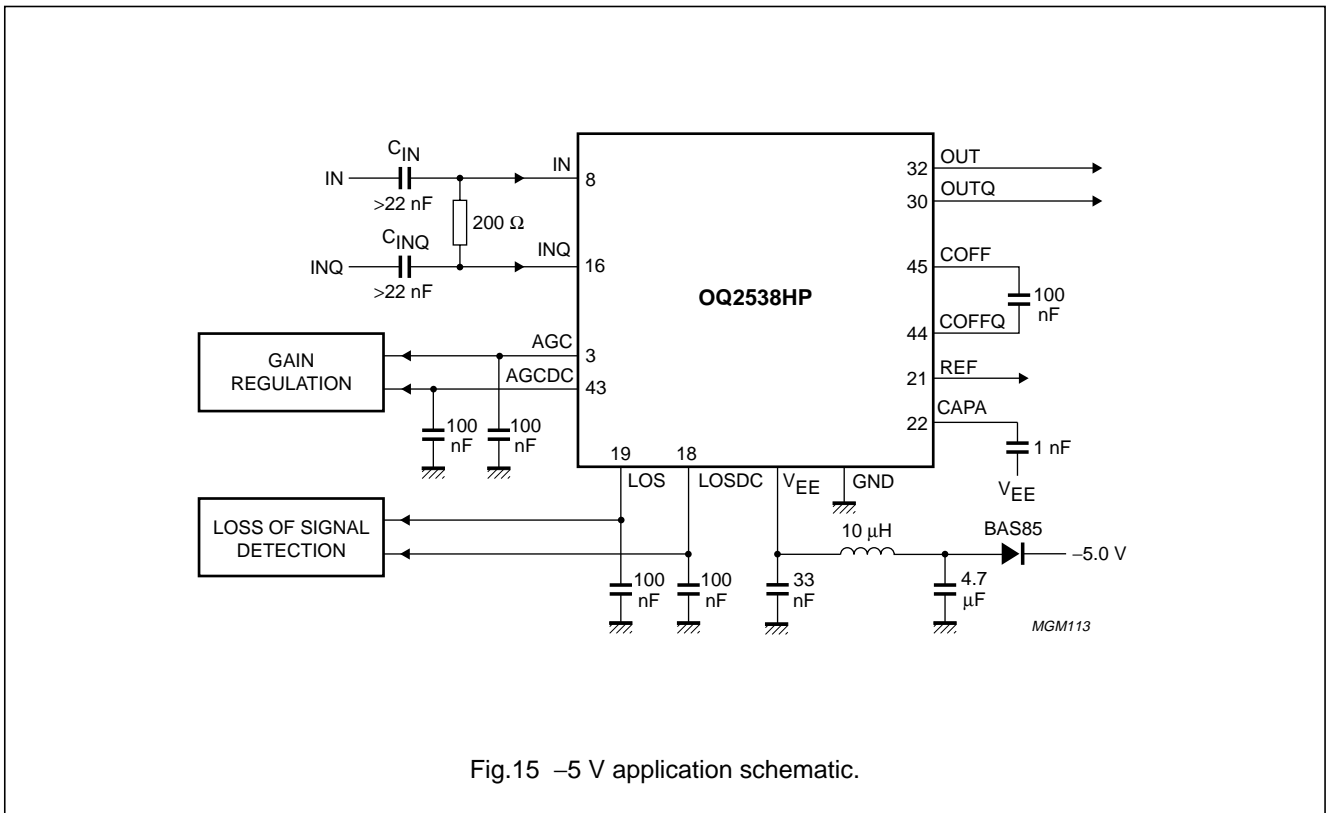 C_IN
IN
>22 nF
IN
8
200 Ω
C_INQ
INQ
>22 nF
INQ
16
OQ2538HP
32
OUT
30
OUTQ
45
COFF
100
nF
44
COFFQ
21
REF
22
CAPA
1 nF
V_EE
GAIN
REGULATION
AGC
3
AGCDC
43
100
nF
100
nF
19
LOS
18
LOSDC
V_EE
GND
LOSS OF SIGNAL
DETECTION
100
nF
100
nF
33
nF
10 μH
4.7
μF
BAS85
−5.0 V
MGM113
Fig.15 −5 V application schematic.